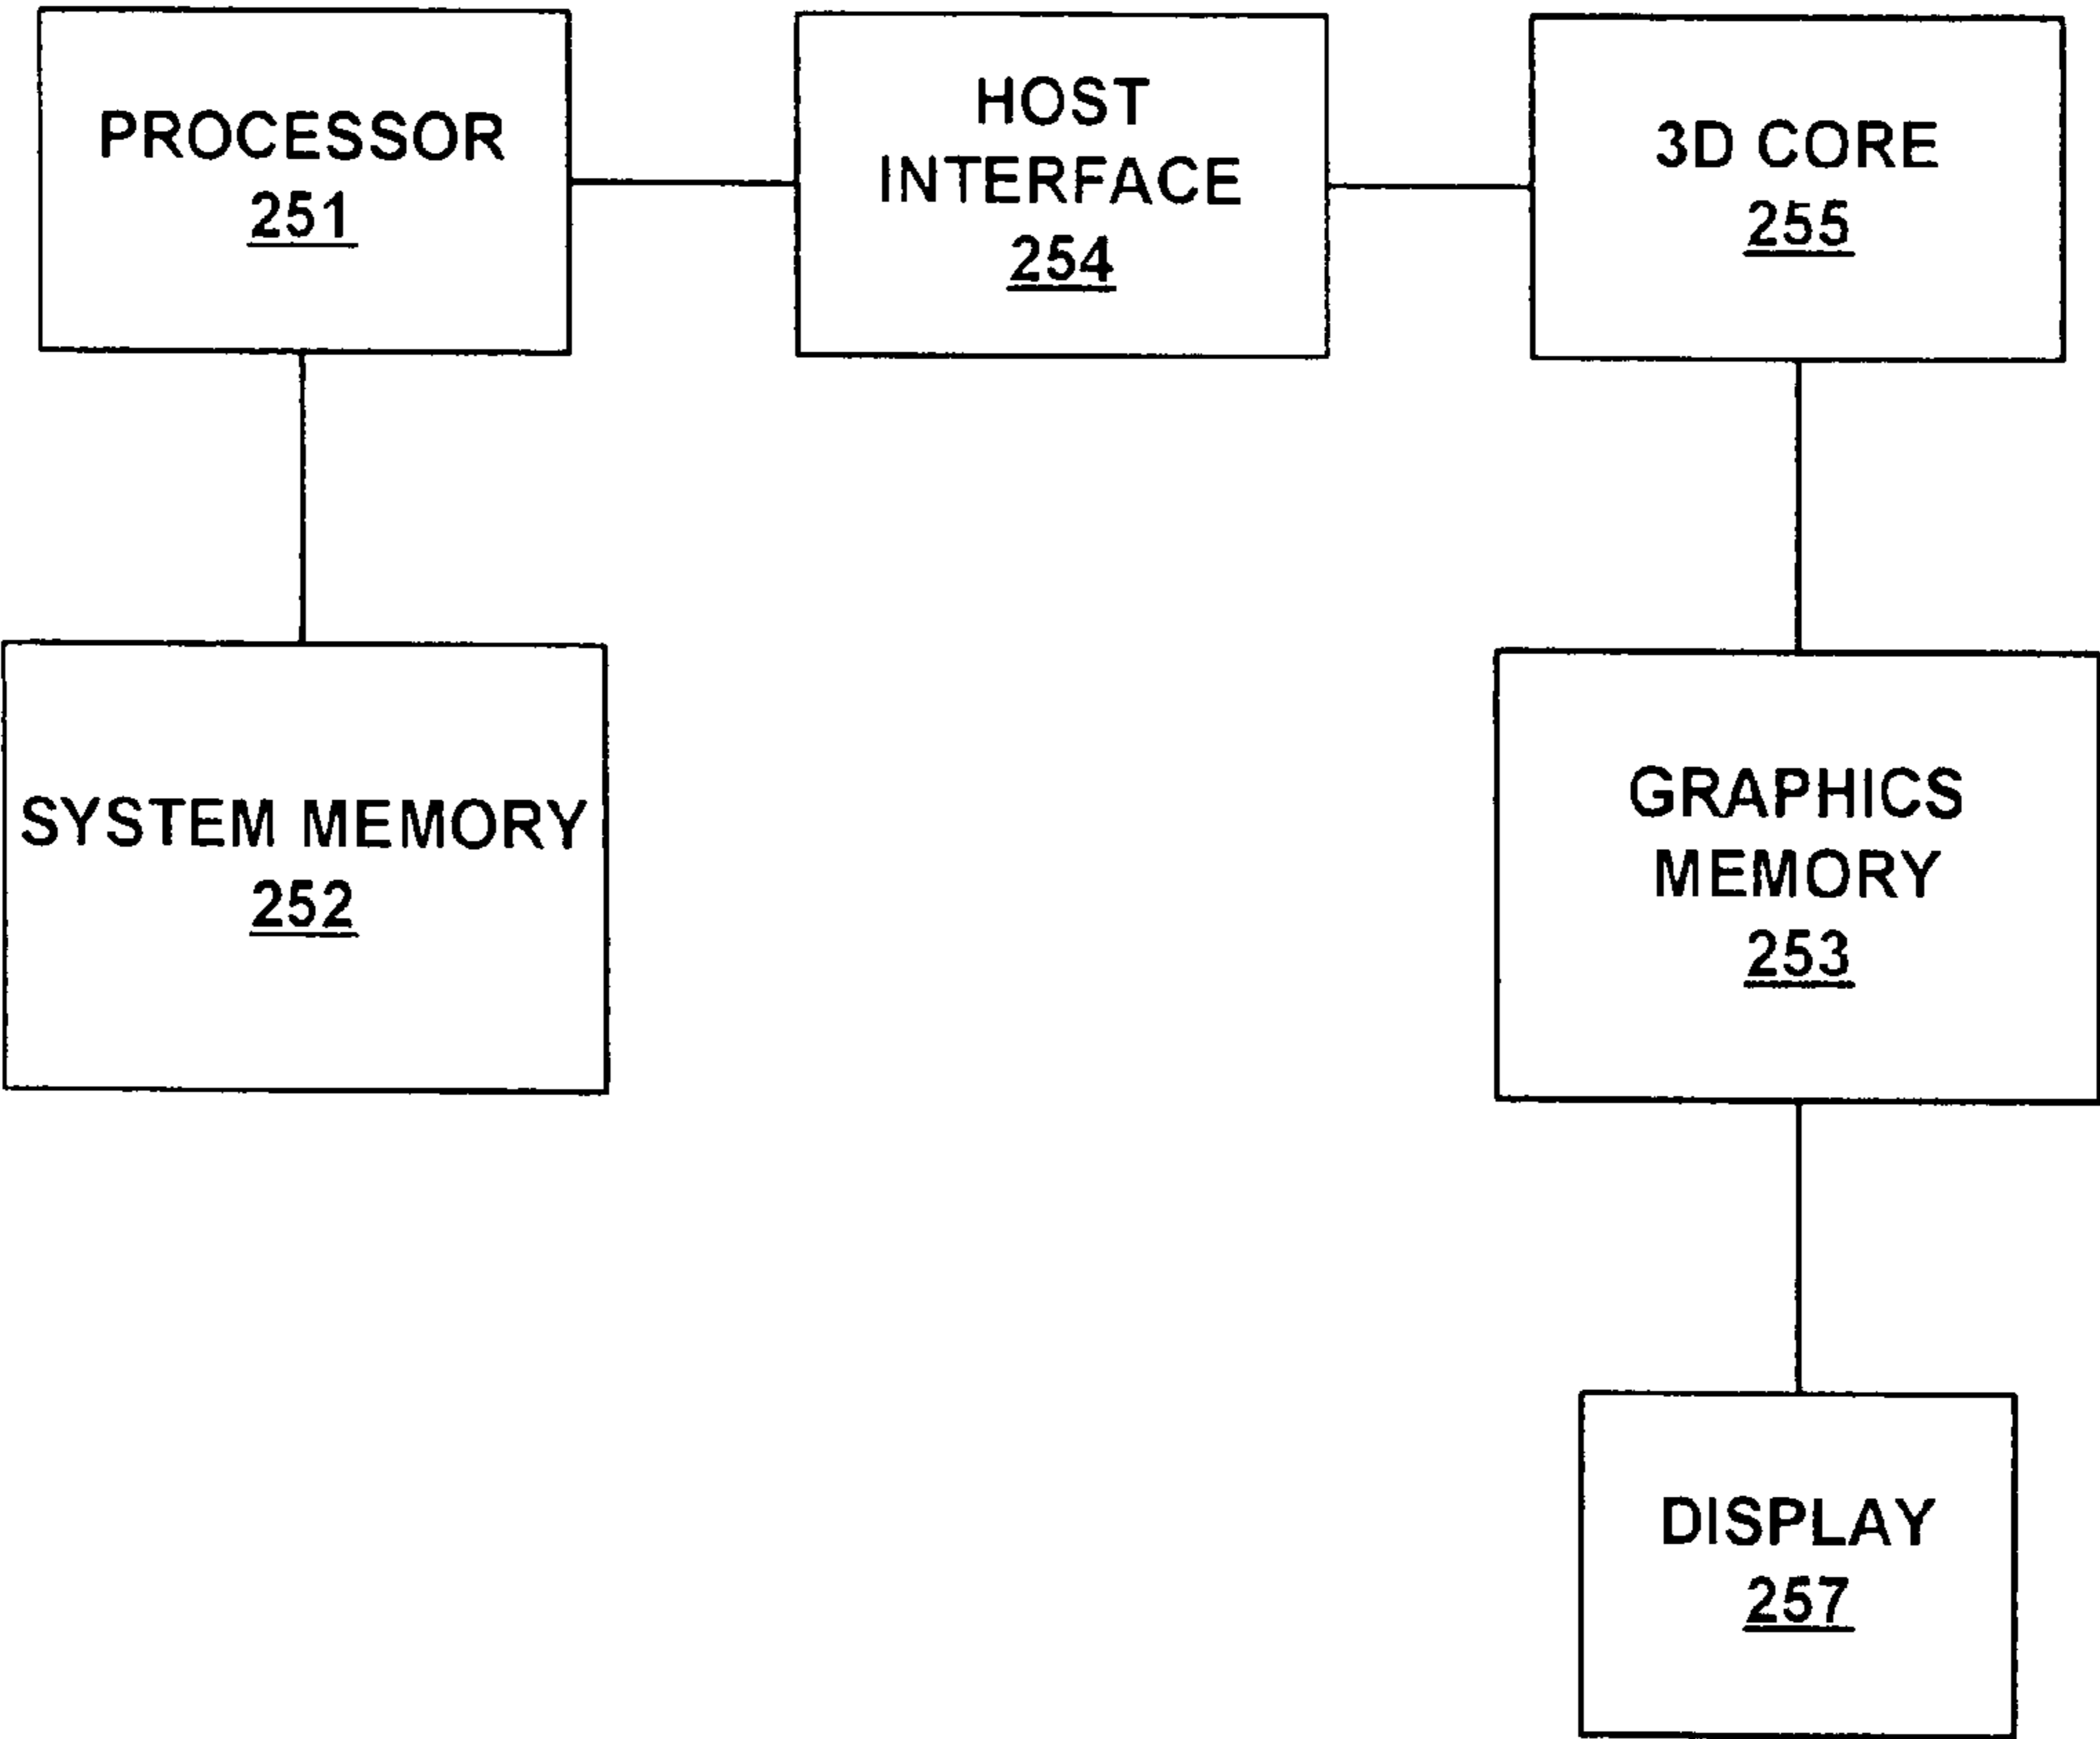 PROCESSOR
251
HOST
INTERFACE
254
3D CORE
255
SYSTEM MEMORY
252
GRAPHICS
MEMORY
253
DISPLAY
257